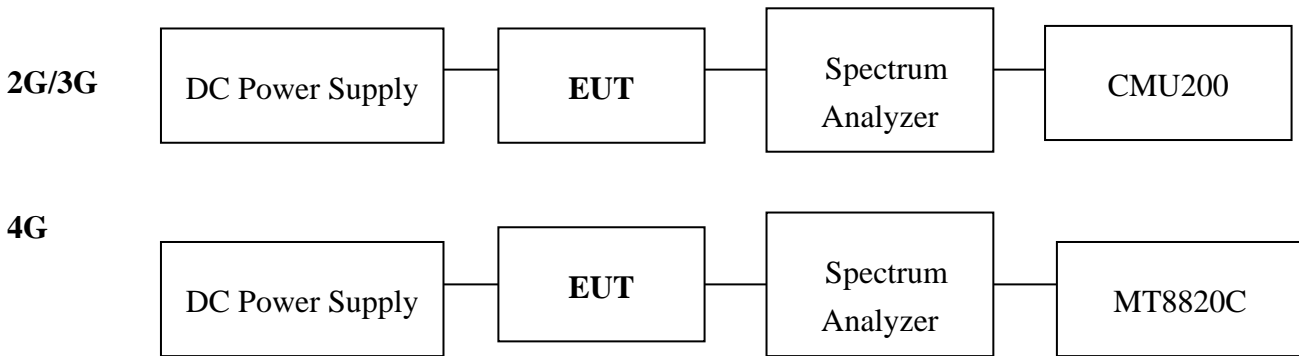 2G/3G
DC Power Supply
EUT
Spectrum
Analyzer
CMU200
4G
DC Power Supply
EUT
Spectrum
Analyzer
MT8820C